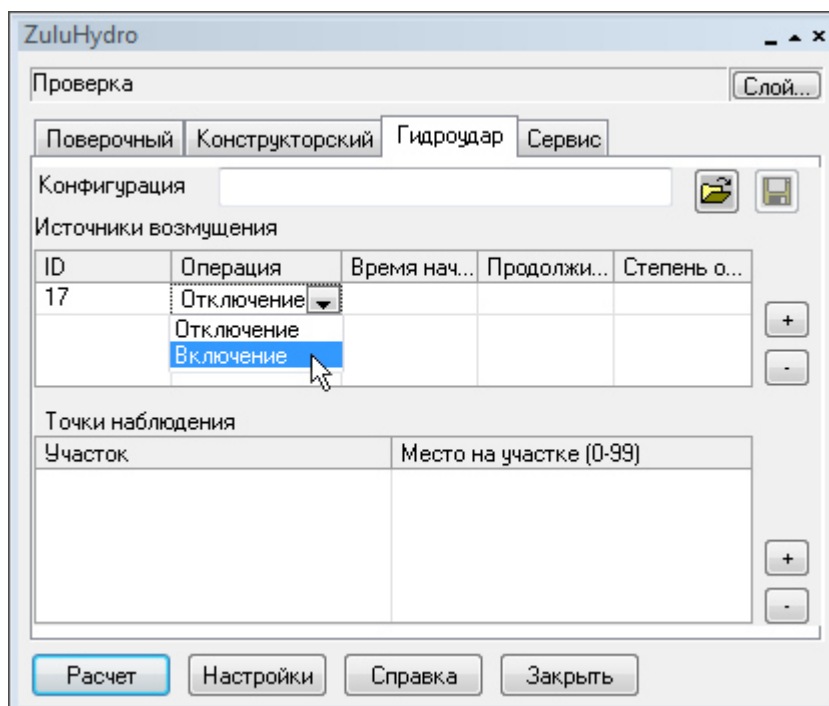 ZuluHydro
Проверка Слой...
Поверочный Конструкторский Гидроудар Сервис
Конфигурация
Источники возмущения
ID Операция Время нач... Продолжи... Степень о...
17 Отключение
Отключение
+
Включение
-
Точки наблюдения
Участок Место на участке (0-99)
+
-
Расчет Настройки Справка Закрыть